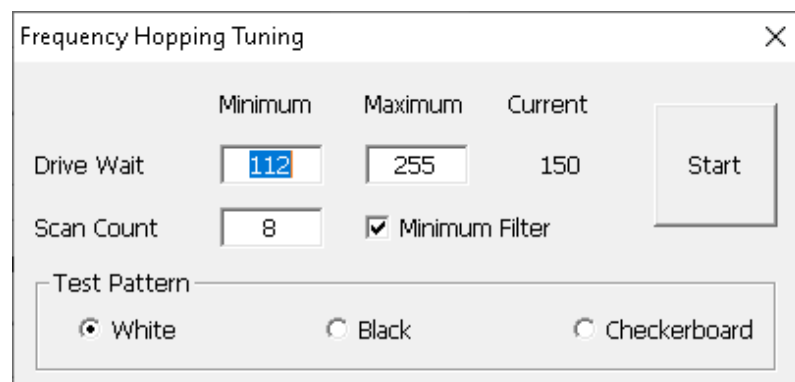 Frequency Hopping Tuning
Minimum Maximum Current
Drive Wait 112 255 150 Start
Scan Count 8 Minimum Filter
Test Pattern
White Black Checkerboard